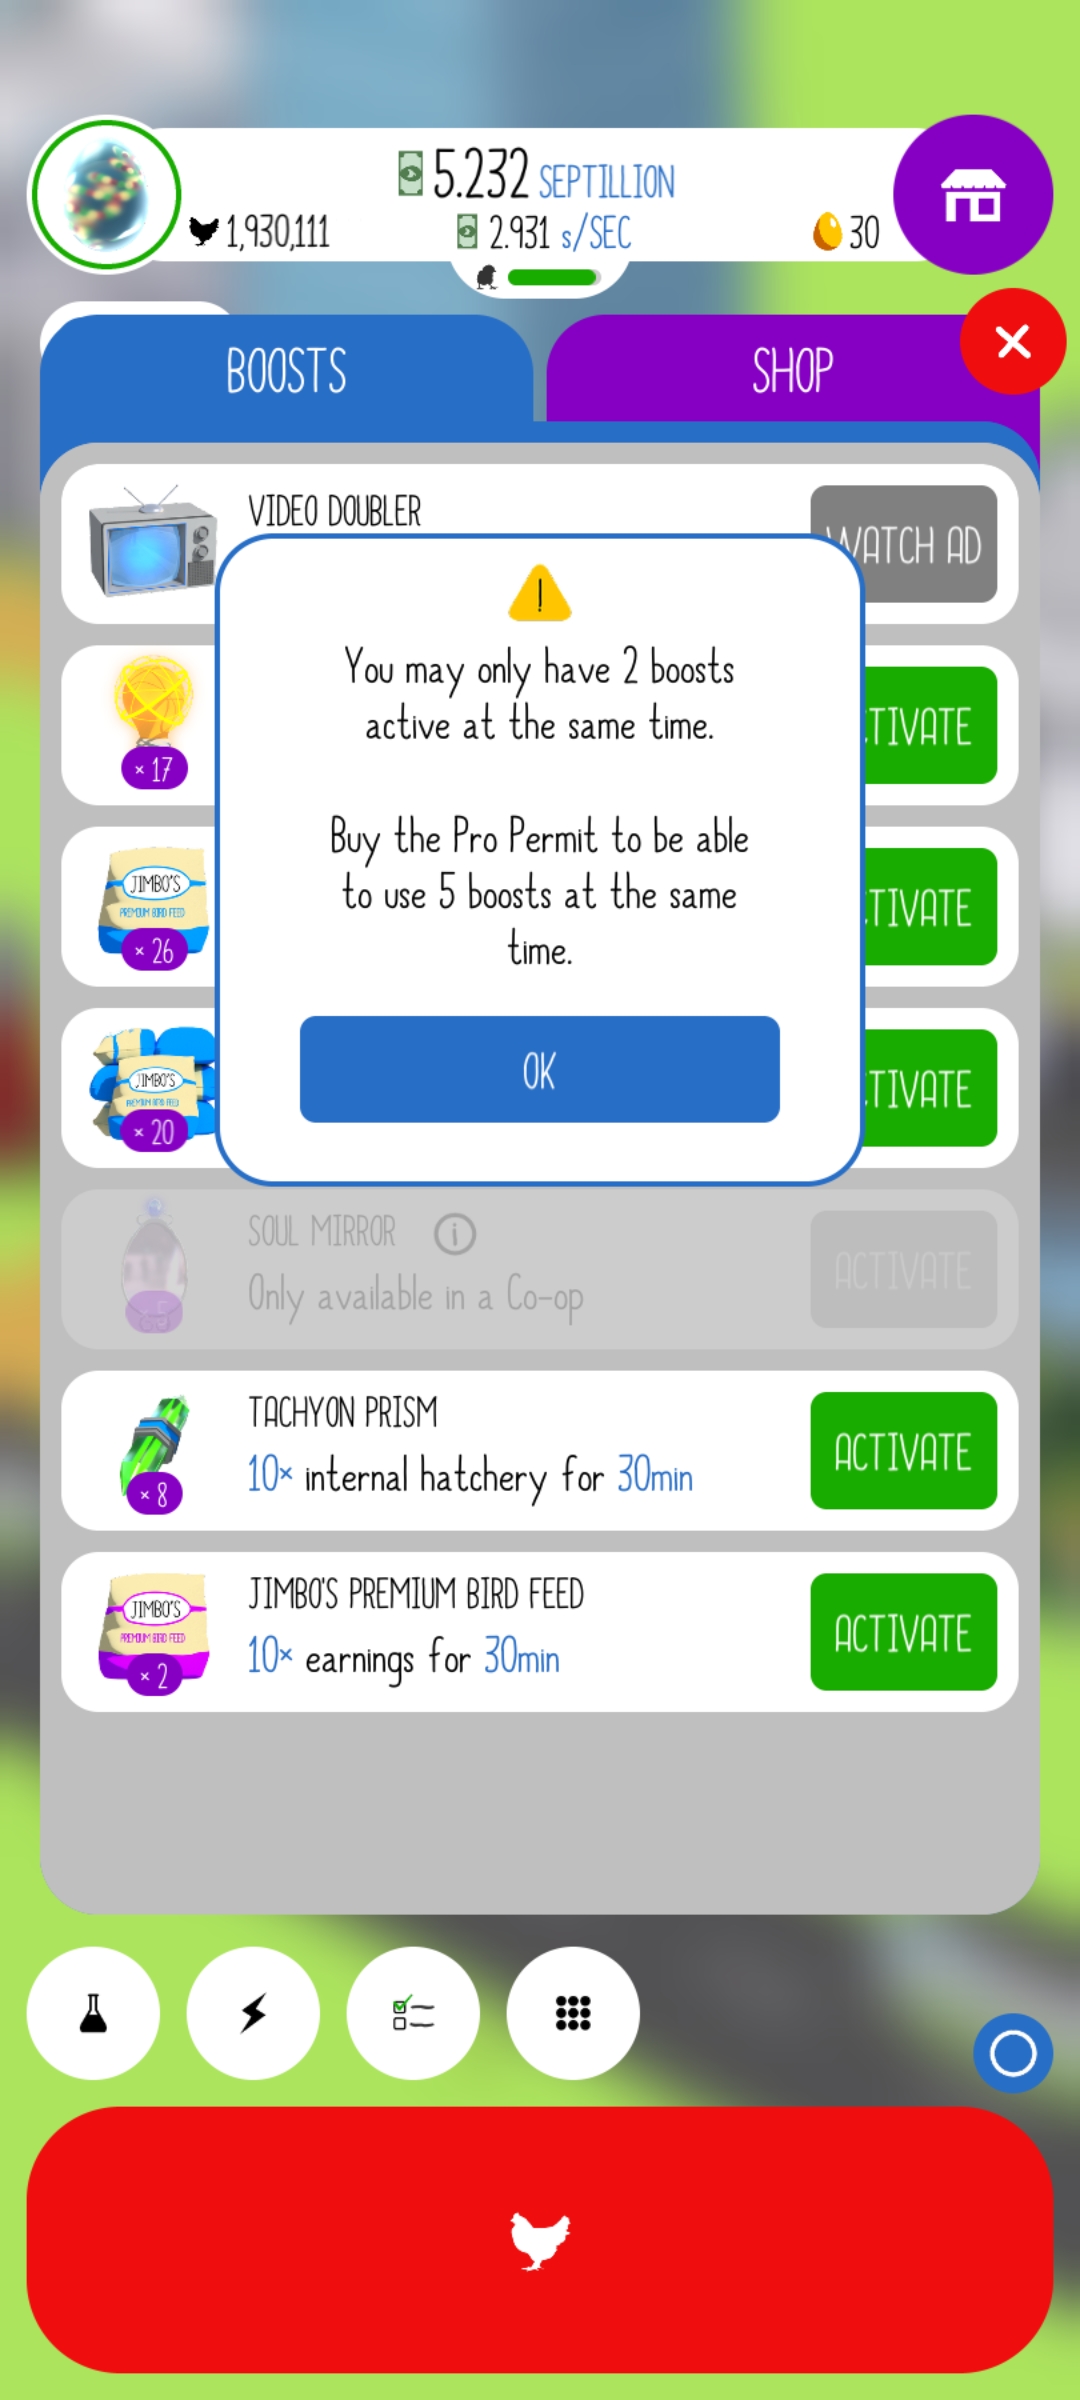 5.232 SEPTILLION
1,930,111
2.931 s/SEC
30
BOOSTS
SHOP
VIDEO DOUBLER
WATCH AD
!
You may only have 2 boosts
active at the same time.
Buy the Pro Permit to be able
to use 5 boosts at the same
time.
OK
× 17
CTIVATE
JIMBO'S
PREMIUM BIRD FEED
× 26
CTIVATE
JIMBO'S
PREMIUM BIRD FEED
× 20
CTIVATE
SOUL MIRROR i
Only available in a Co-op
× 5
ACTIVATE
TACHYON PRISM
10× internal hatchery for 30min
× 8
ACTIVATE
JIMBO'S PREMIUM BIRD FEED
10× earnings for 30min
JIMBO'S
PREMIUM BIRD FEED
× 2
ACTIVATE